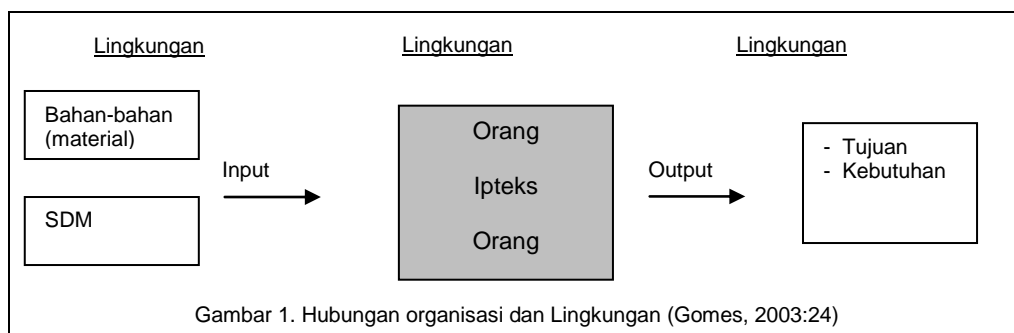 Lingkungan Lingkungan Lingkungan
Bahan-bahan
(material)
SDM
Input
Orang
Ipteks
Orang
Output
- Tujuan
- Kebutuhan
Gambar 1. Hubungan organisasi dan Lingkungan (Gomes, 2003:24)